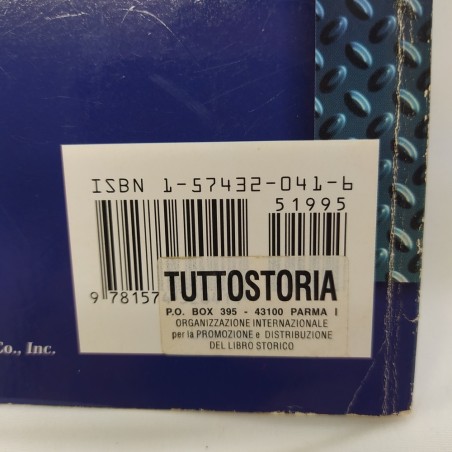 ISBN 1-57432-041-6
51995
9 78157
TUTTOSTORIA
P.O. BOX 395 - 43100 PARMA I
ORGANIZZAZIONE INTERNAZIONALE
per la PROMOZIONE e DISTRIBUZIONE
DEL LIBRO STORICO
Co., Inc.